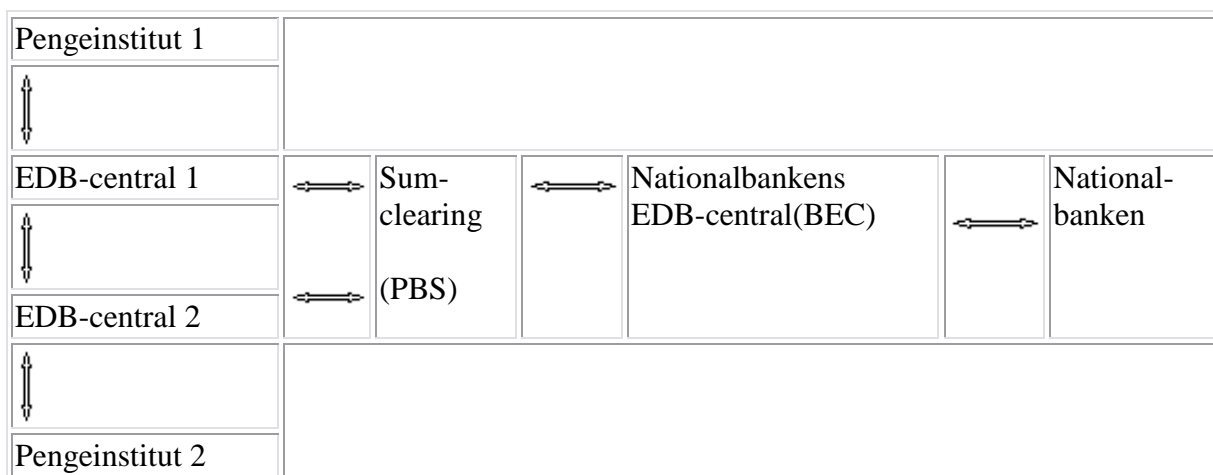 Pengeinstitut 1
EDB-central 1
Sum-
clearing
(PBS)
Nationalbankens
EDB-central(BEC)
National-
banken
EDB-central 2
Pengeinstitut 2